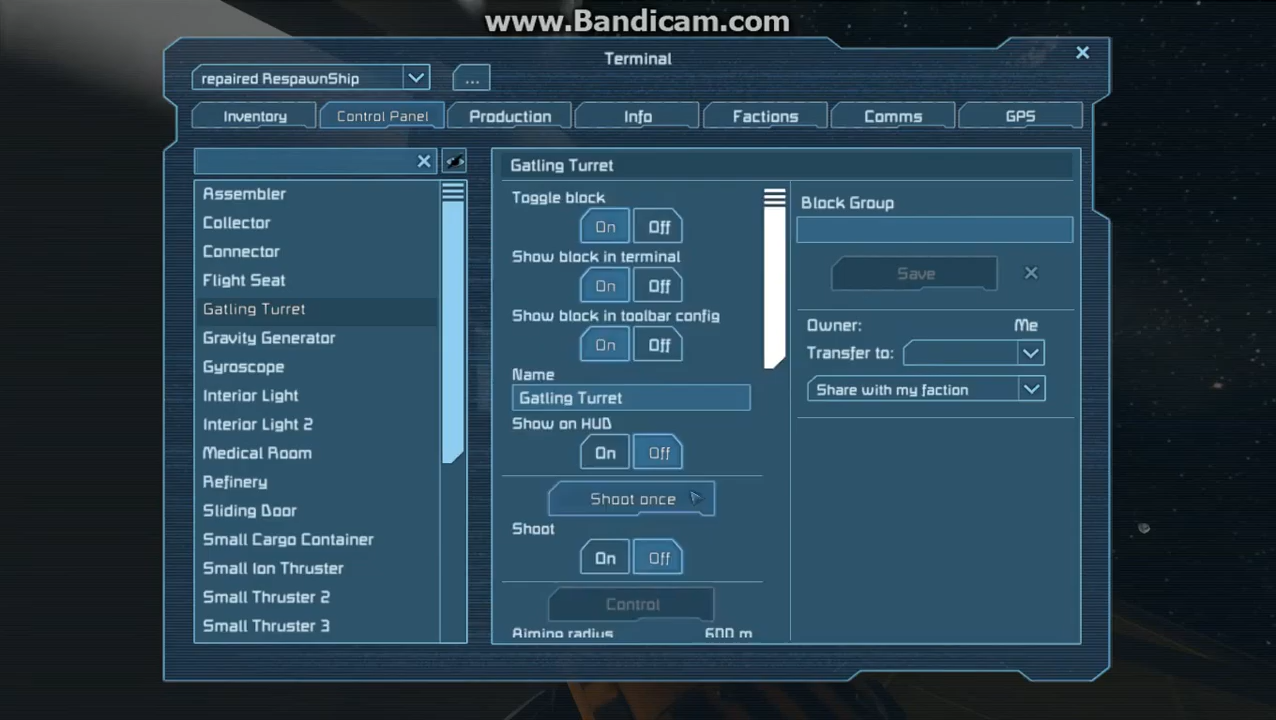 www.Bandicam.com
Terminal
repaired RespawnShip
...
Inventory
Control Panel
Production
Info
Factions
Comms
GPS
Assembler
Collector
Connector
Flight Seat
Gatling Turret
Gravity Generator
Gyroscope
Interior Light
Interior Light 2
Medical Room
Refinery
Sliding Door
Small Cargo Container
Small Ion Thruster
Small Thruster 2
Small Thruster 3
Gatling Turret
Toggle block
On Off
Show block in terminal
On Off
Show block in toolbar config
On Off
Name
Gatling Turret
Show on HUD
On Off
Shoot once
Shoot
On Off
Control
Aiming radius 600 m
Block Group
Save
Owner: Me
Transfer to:
Share with my faction